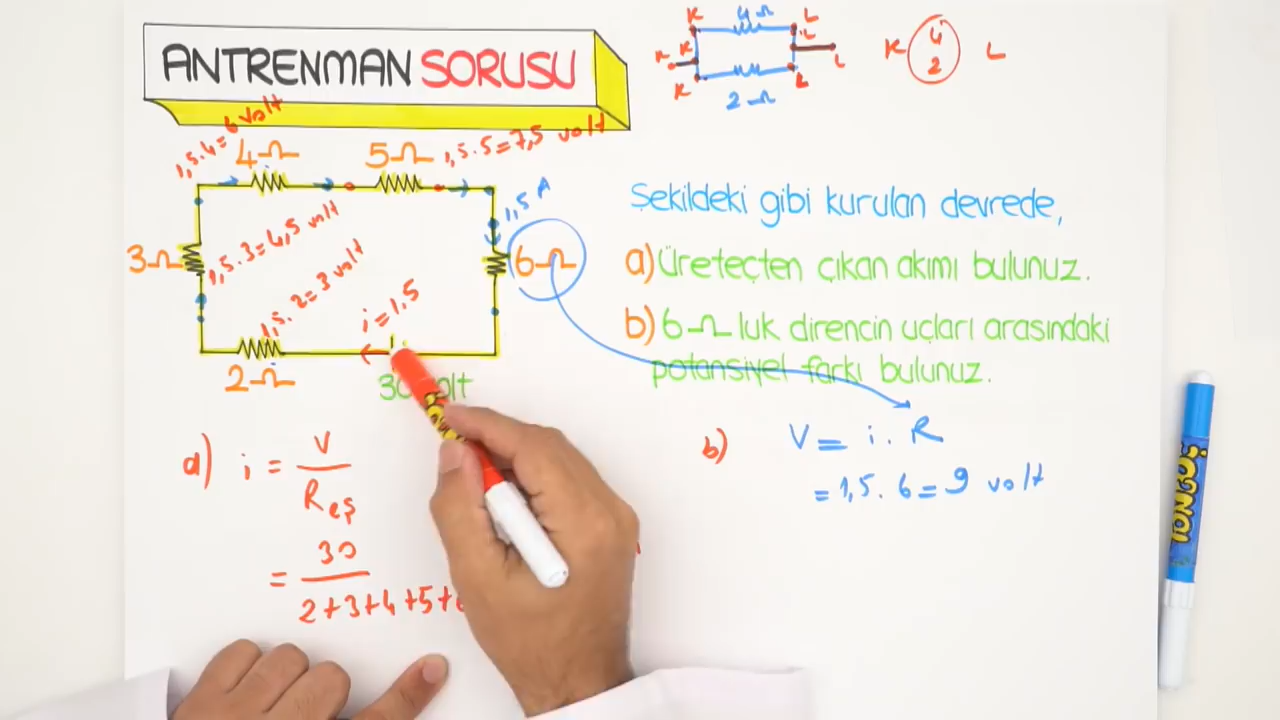 ANTRENMAN SORUSU
K 4Ω L
K K L L
K 2Ω L
K 4 2 L
1,5.4=6 volt
4Ω
5Ω
1,5.5=7,5 volt
1,5 A
3Ω
1,5.3=4,5 volt
6Ω
1,5.2=3 volt
i=1.5
2Ω
Şekildeki gibi kurulan devrede,
a) Üreteçten çıkan akımı bulunuz.
b) 6Ω luk direncin uçları arasındaki
potansiyel farkı bulunuz.
a) i = V / Reş
= 30 / 2+3+4+5+
b) V = i . R
= 1,5 . 6 = 9 volt
TONGUÇ